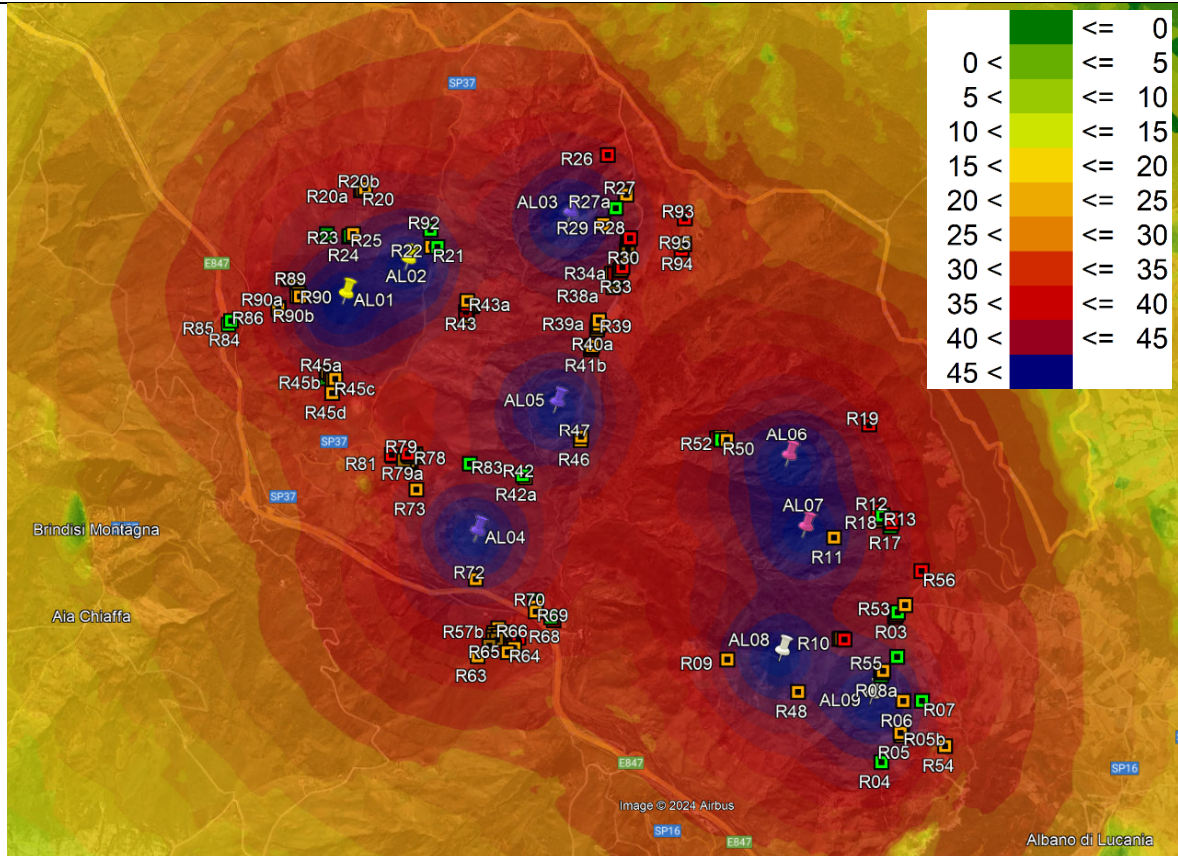 <= 0
0 < <= 5
5 < <= 10
10 < <= 15
15 < <= 20
20 < <= 25
25 < <= 30
30 < <= 35
35 < <= 40
40 < <= 45
45 <
SP37
R26
R20b
R20a R20
AL03 R27a R27
R29 R28
R93
R23 R25 R92
R24 R22 R21
R95
R30
R94
E847
AL02
R34a
R33
R89
R90a R90 AL01
R90b
R38a
R43a
R43
R86
R85
R84
R39a R39
R40a
R41b
R45a
R45b R45c
R45d
AL05
R19
SP37
R47
R46
R52 R50
AL06
R79
R81 R78
R79a
R83 R42
R42a
R73
SP37
AL07
R12
R18 R13
R17
Brindisi Montagna
AL04
R11
R72
R56
Aia Chiaffa
R70
R69
R53
R03
R57b R66 R68
R65 R64
R63
AL08 R10
R09
R55
R08a
AL09
R48
R07
R06
R05b
R05
R54
R04
E847
SP16
Image © 2024 Airbus
SP16
E847
Albano di Lucania